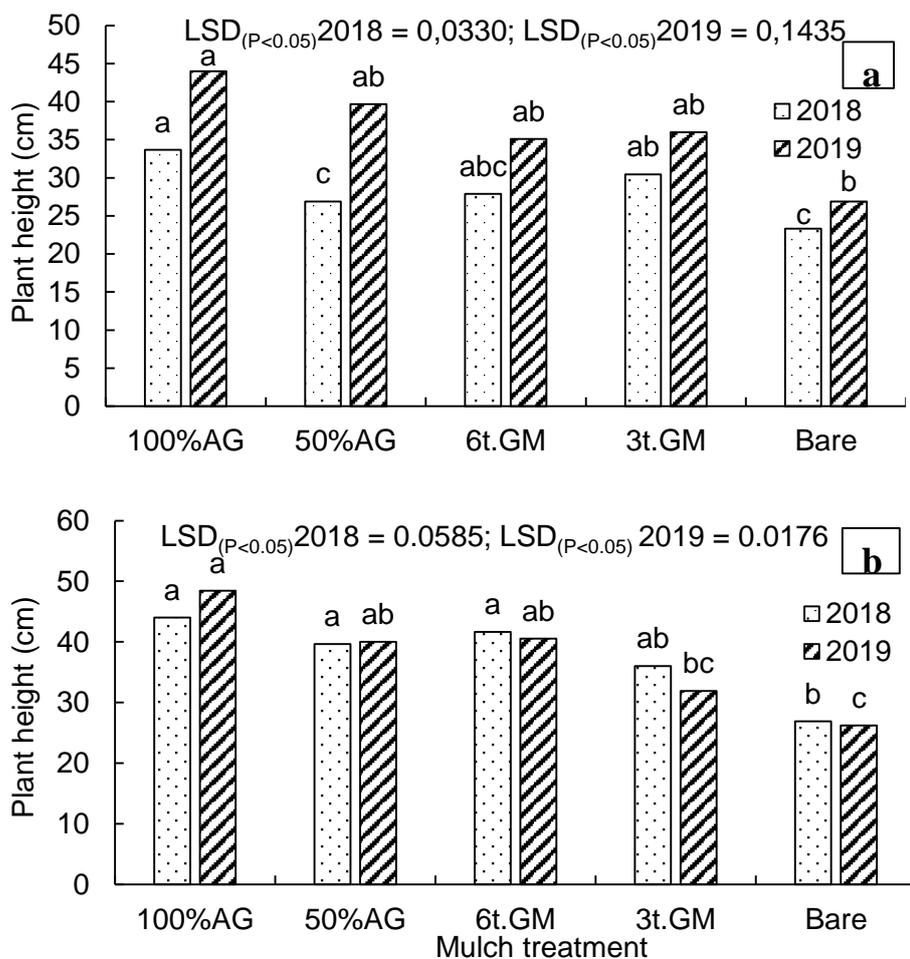 LSD(P<0.05)2018 = 0,0330; LSD(P<0.05)2019 = 0,1435
a
2018
2019
Plant height (cm)
50
45
40
35
30
25
20
15
10
5
0
a
a
c
ab
abc
ab
ab
ab
c
b
100%AG 50%AG 6t.GM 3t.GM Bare
LSD(P<0.05)2018 = 0.0585; LSD(P<0.05) 2019 = 0.0176
b
2018
2019
Plant height (cm)
60
50
40
30
20
10
0
a
a
a
ab
a
ab
ab
bc
b
c
100%AG 50%AG 6t.GM 3t.GM Bare
Mulch treatment